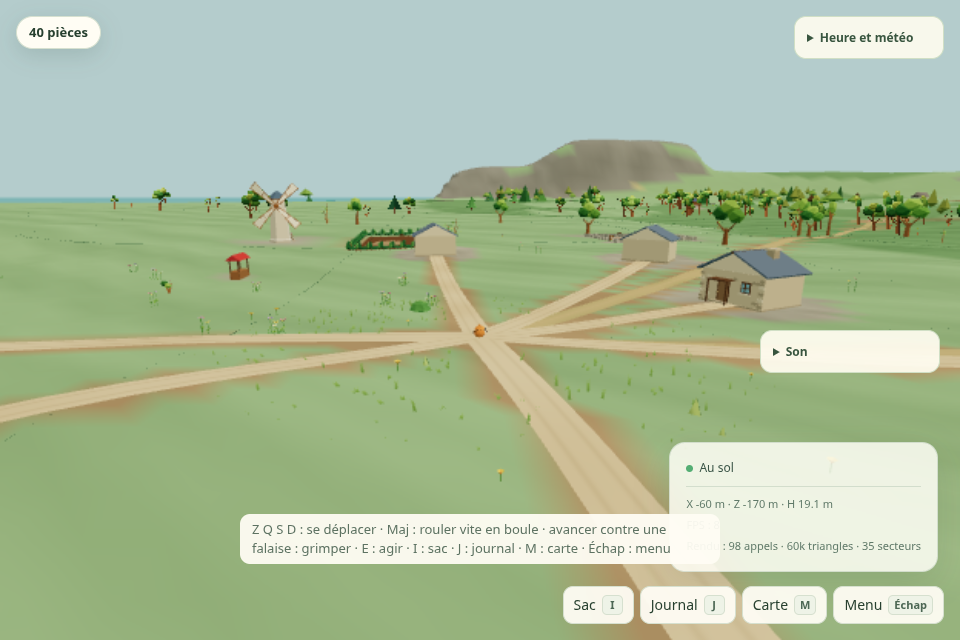 40 pièces
▸ Heure et météo
▸ Son
Au sol
X -60 m · Z -170 m · H 19.1 m
Z Q S D : se déplacer · Maj : rouler vite en boule · avancer contre une
falaise : grimper · E : agir · I : sac · J : journal · M : carte · Échap : menu
: 98 appels · 60k triangles · 35 secteurs
Sac I
Journal J
Carte M
Menu Échap